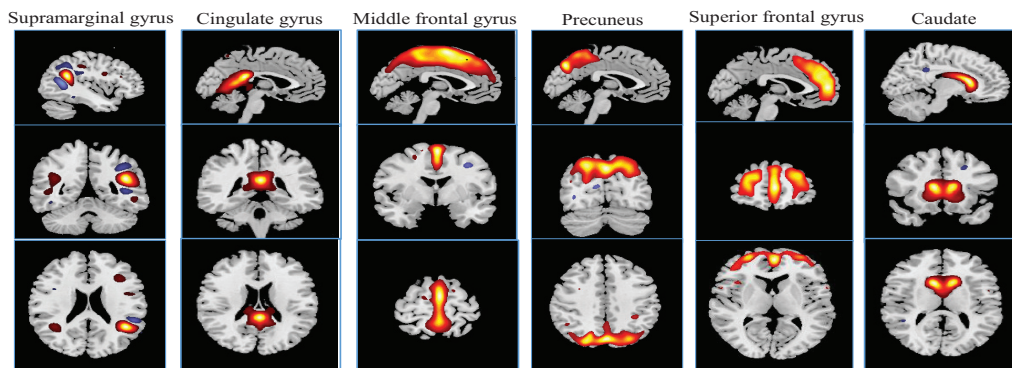 Supramarginal gyrus
Cingulate gyrus
Middle frontal gyrus
Precuneus
Superior frontal gyrus
Caudate